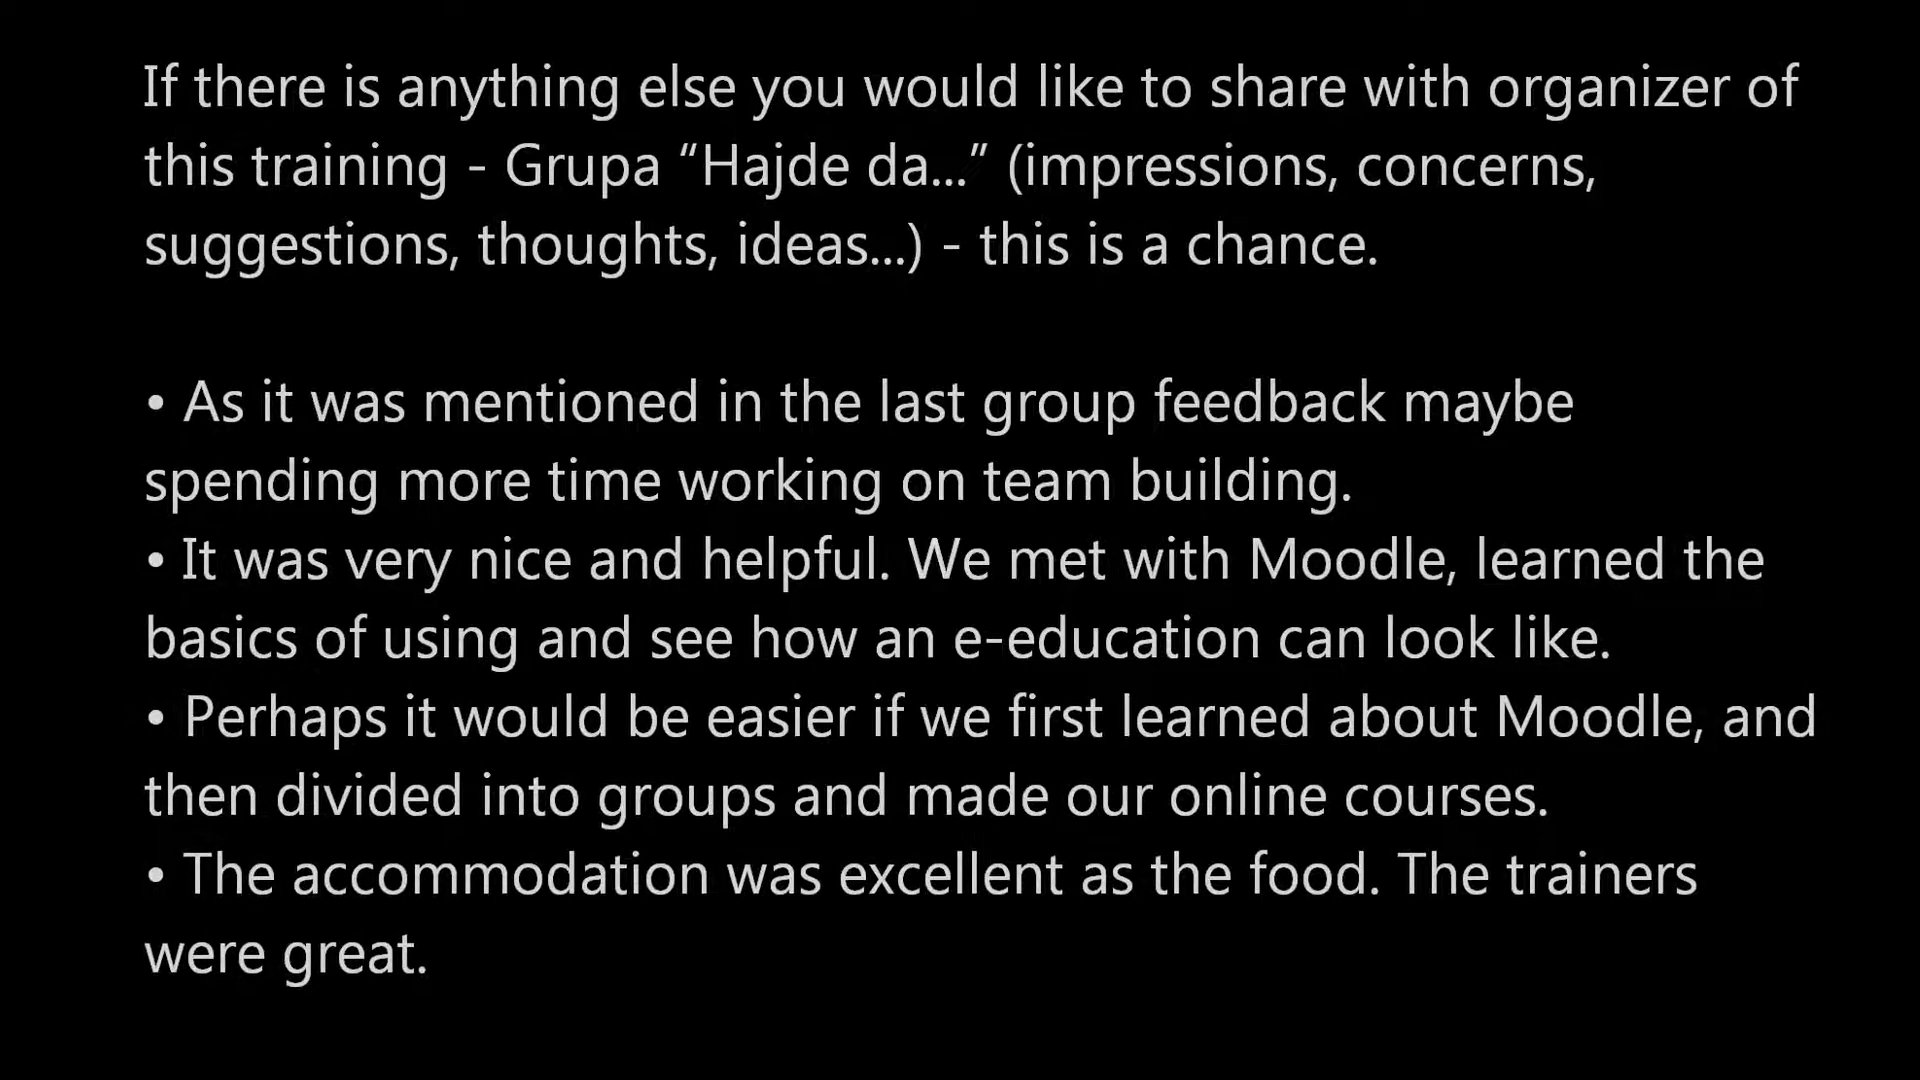 If there is anything else you would like to share with organizer of
this training - Grupa “Hajde da...” (impressions, concerns,
suggestions, thoughts, ideas...) - this is a chance.
• As it was mentioned in the last group feedback maybe
spending more time working on team building.
• It was very nice and helpful. We met with Moodle, learned the
basics of using and see how an e-education can look like.
• Perhaps it would be easier if we first learned about Moodle, and
then divided into groups and made our online courses.
• The accommodation was excellent as the food. The trainers
were great.